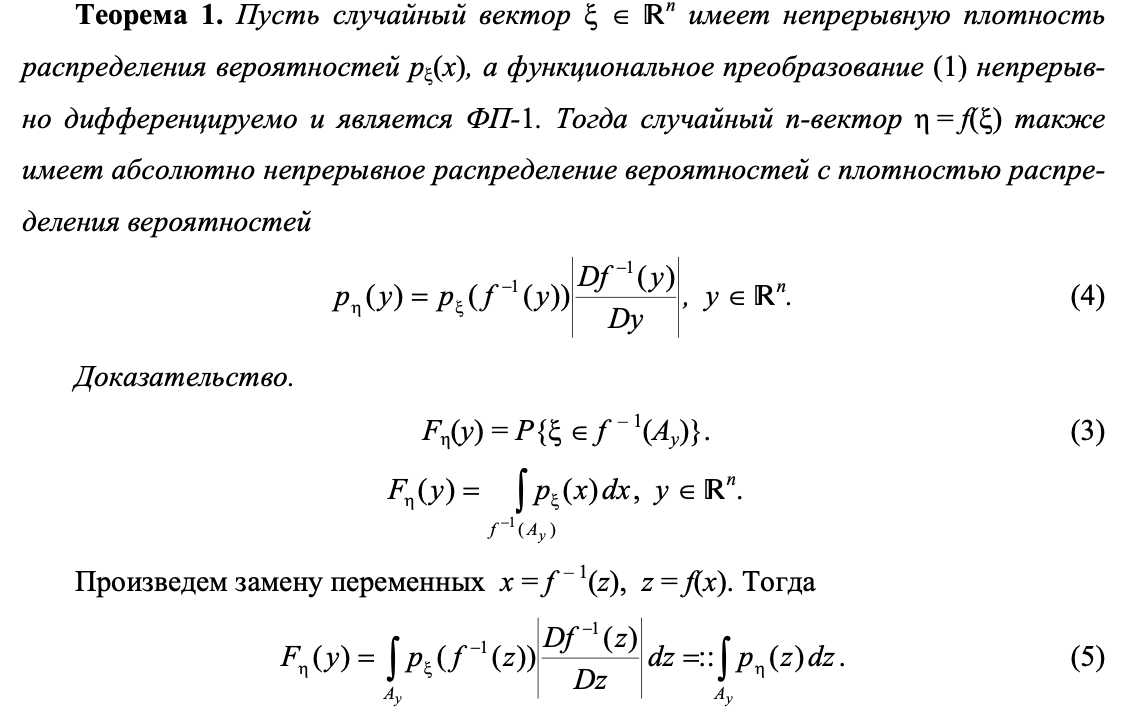 Теорема 1. Пусть случайный вектор ξ ∈ ℝⁿ имеет непрерывную плотность
распределения вероятностей p_ξ(x), а функциональное преобразование (1) непрерыв-
но дифференцируемо и является ФП-1. Тогда случайный n-вектор η = f(ξ) также
имеет абсолютно непрерывное распределение вероятностей с плотностью распре-
деления вероятностей
p_η(y) = p_ξ(f⁻¹(y)) |Df⁻¹(y)/Dy|, y ∈ ℝⁿ. (4)
Доказательство.
F_η(y) = P{ξ ∈ f⁻¹(A_y)}. (3)
F_η(y) = ∫_{f⁻¹(A_y)} p_ξ(x) dx, y ∈ ℝⁿ.
Произведем замену переменных x = f⁻¹(z), z = f(x). Тогда
F_η(y) = ∫_{A_y} p_ξ(f⁻¹(z)) |Df⁻¹(z)/Dz| dz =:: ∫_{A_y} p_η(z) dz. (5)